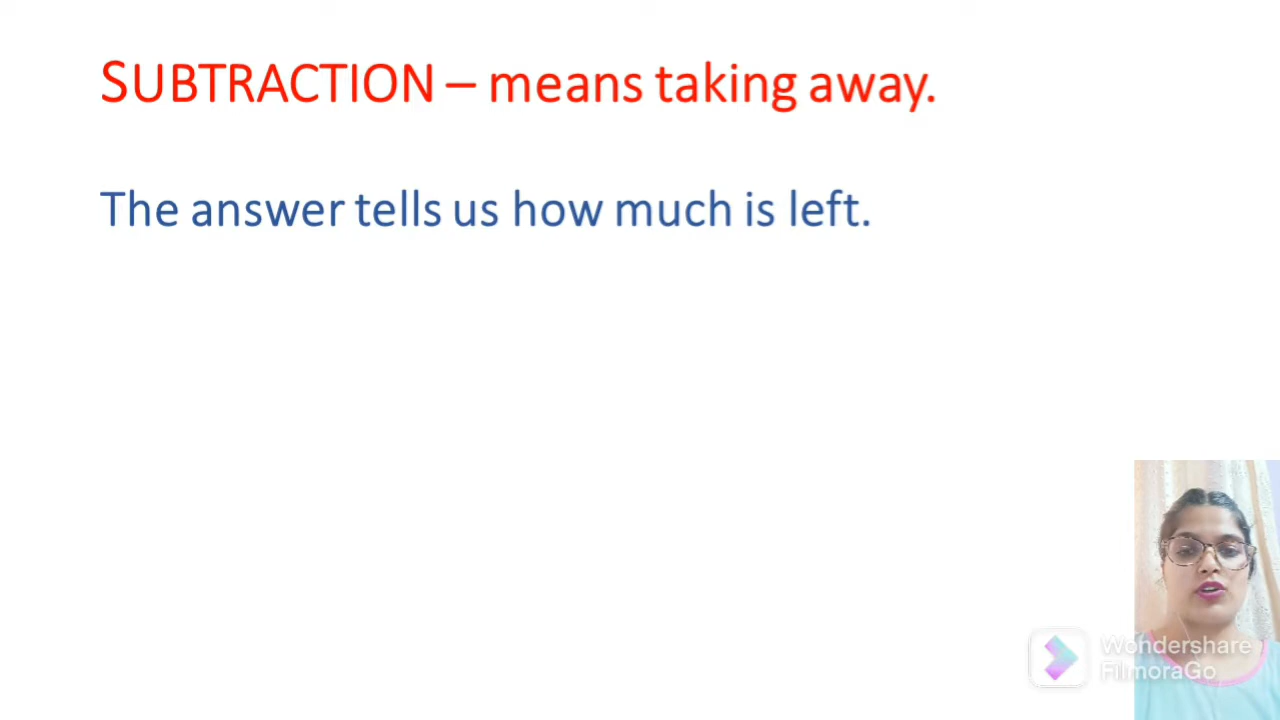 SUBTRACTION – means taking away.
The answer tells us how much is left.
Wondershare
FilmoraGo